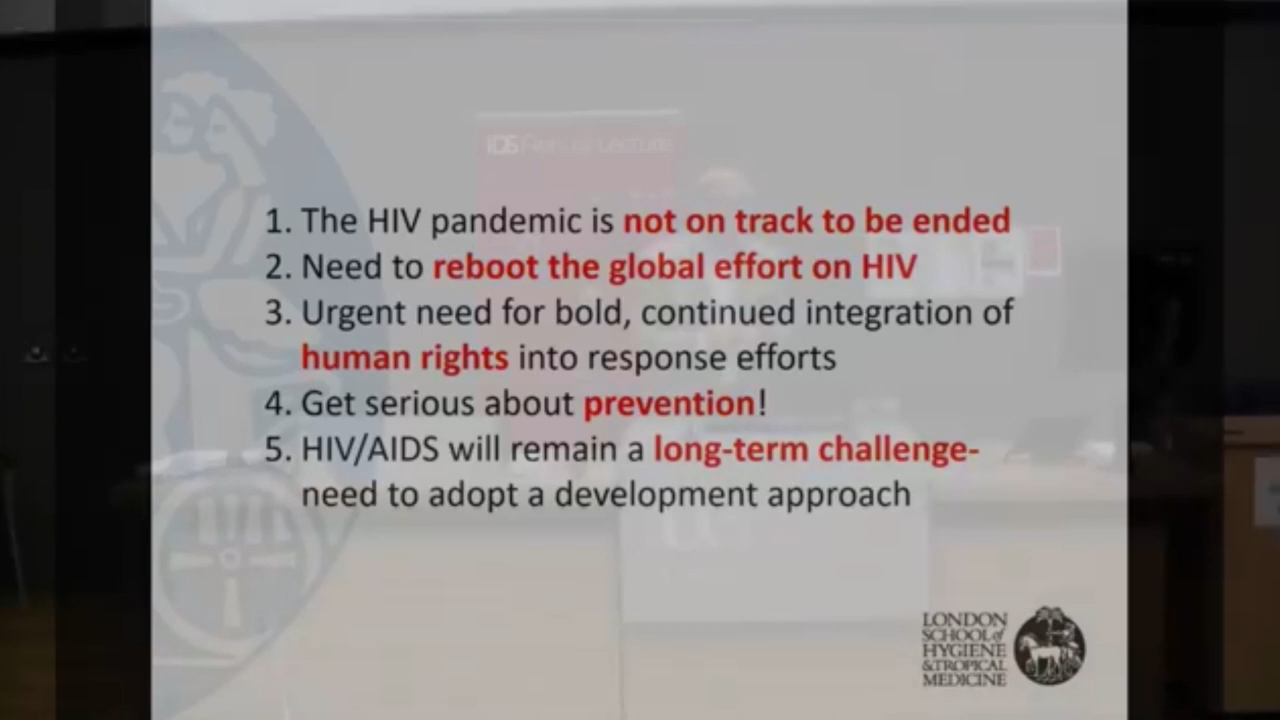 IDS Annual Lecture
1. The HIV pandemic is not on track to be ended
2. Need to reboot the global effort on HIV
3. Urgent need for bold, continued integration of
human rights into response efforts
4. Get serious about prevention!
5. HIV/AIDS will remain a long-term challenge-
need to adopt a development approach
LONDON
SCHOOL of
HYGIENE
& TROPICAL
MEDICINE